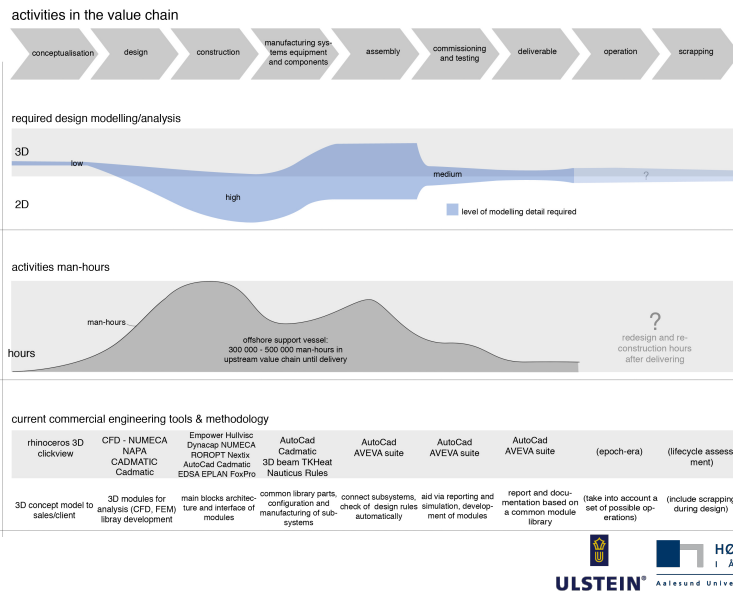 activities in the value chain
conceptualisation
design
construction
manufacturing sys-
tems equipment
and components
assembly
commissioning
and testing
deliverable
operation
scrapping
required design modelling/analysis
3D
low
medium
?
high
2D
level of modelling detail required
activities man-hours
man-hours
hours
offshore support vessel:
300 000 - 500 000 man-hours in
upstream value chain until delivery
?
redesign and re-
construction hours
after delivering
current commercial engineering tools & methodology
rhinoceros 3D
clickview
CFD - NUMECA
NAPA
CADMATIC
Cadmatic
Empower Hullvisc
Dynacap NUMECA
ROROPT Nextix
AutoCad Cadmatic
EDSA EPLAN FoxPro
AutoCad
Cadmatic
3D beam TKHeat
Nauticus Rules
AutoCad
AVEVA suite
AutoCad
AVEVA suite
AutoCad
AVEVA suite
(epoch-era)
(lifecycle assess
ment)
3D concept model to
sales/client
3D modules for
analysis (CFD, FEM)
libray development
main blocks architec-
ture and interface of
modules
common library parts,
configuration and
manufacturing of sub-
systems
connect subsystems,
check of design rules
automatically
aid via reporting and
simulation, develop-
ment of modules
report and docu-
mentation based on
a common module
library
(take into account a
set of possible op-
erations)
(include scrapping
during design)
ULSTEIN®
HØ
I Å
Aalesund Unive